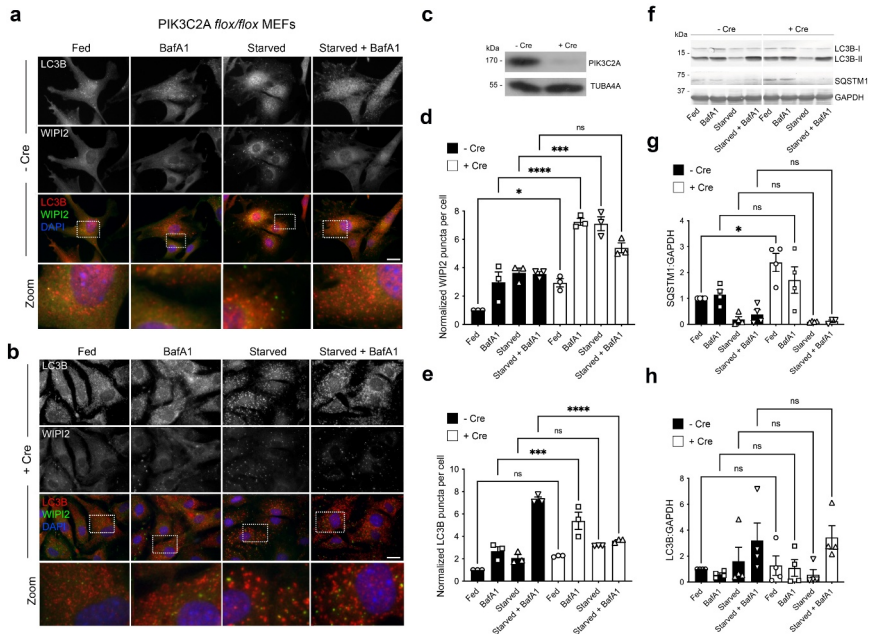 a
PIK3C2A flox/flox MEFs
Fed
BafA1
Starved
Starved + BafA1
- Cre
LC3B
WIPI2
LC3B
WIPI2
DAPI
Zoom
b
Fed
BafA1
Starved
Starved + BafA1
+ Cre
LC3B
WIPI2
LC3B
WIPI2
DAPI
Zoom
c
kDa
- Cre
+ Cre
170
PIK3C2A
55
TUBA4A
d
- Cre
+ Cre
ns
***
****
*
Normalized WIPI2 puncta per cell
8
6
4
2
0
Fed
BafA1
Starved
Starved + BafA1
Fed
BafA1
Starved
Starved + BafA1
e
- Cre
+ Cre
****
ns
***
ns
Normalized LC3B puncta per cell
10
8
6
4
2
0
Fed
BafA1
Starved
Starved + BafA1
Fed
BafA1
Starved
Starved + BafA1
f
- Cre
+ Cre
kDa
15
LC3B-I
LC3B-II
75
SQSTM1
37
GAPDH
Fed
BafA1
Starved
Starved + BafA1
Fed
BafA1
Starved
Starved + BafA1
g
- Cre
+ Cre
ns
ns
ns
*
SQSTM1:GAPDH
4
3
2
1
0
Fed
BafA1
Starved
Starved + BafA1
Fed
BafA1
Starved
Starved + BafA1
h
- Cre
+ Cre
ns
ns
ns
ns
LC3B:GAPDH
10
8
6
4
2
0
Fed
BafA1
Starved
Starved + BafA1
Fed
BafA1
Starved
Starved + BafA1